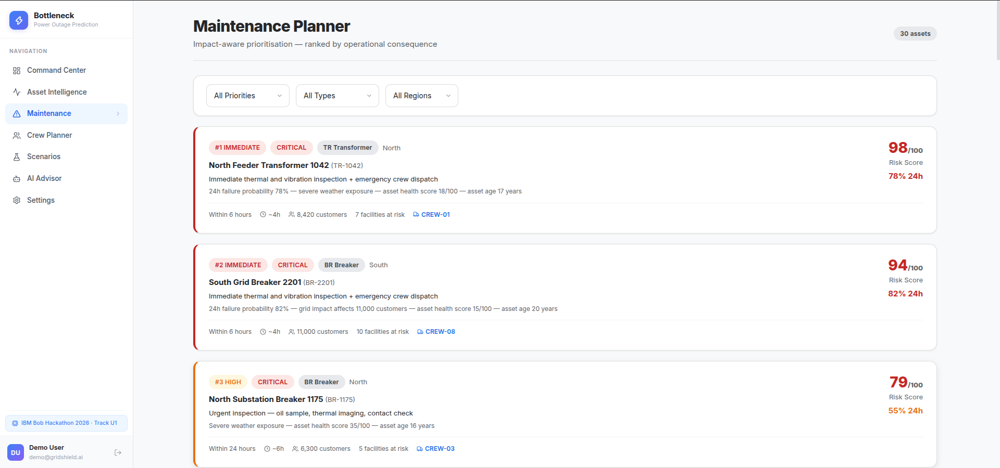 Bottleneck
Power Outage Prediction
NAVIGATION
Command Center
Asset Intelligence
Maintenance
Crew Planner
Scenarios
AI Advisor
Settings
IBM Bob Hackathon 2026 · Track U1
DU
Demo User
demo@gridshield.ai
Maintenance Planner
Impact-aware prioritisation — ranked by operational consequence
30 assets
All Priorities
All Types
All Regions
#1 IMMEDIATE CRITICAL TR Transformer North
North Feeder Transformer 1042 (TR-1042)
Immediate thermal and vibration inspection + emergency crew dispatch
24h failure probability 78% — severe weather exposure — asset health score 18/100 — asset age 17 years
Within 6 hours ~4h 8,420 customers 7 facilities at risk CREW-01
98/100
Risk Score
78% 24h
#2 IMMEDIATE CRITICAL BR Breaker South
South Grid Breaker 2201 (BR-2201)
Immediate thermal and vibration inspection + emergency crew dispatch
24h failure probability 82% — grid impact affects 11,000 customers — asset health score 15/100 — asset age 20 years
Within 6 hours ~4h 11,000 customers 10 facilities at risk CREW-08
94/100
Risk Score
82% 24h
#3 HIGH CRITICAL BR Breaker North
North Substation Breaker 1175 (BR-1175)
Urgent inspection — oil sample, thermal imaging, contact check
Severe weather exposure — asset health score 35/100 — asset age 16 years
Within 24 hours ~6h 6,300 customers 5 facilities at risk CREW-03
79/100
Risk Score
55% 24h